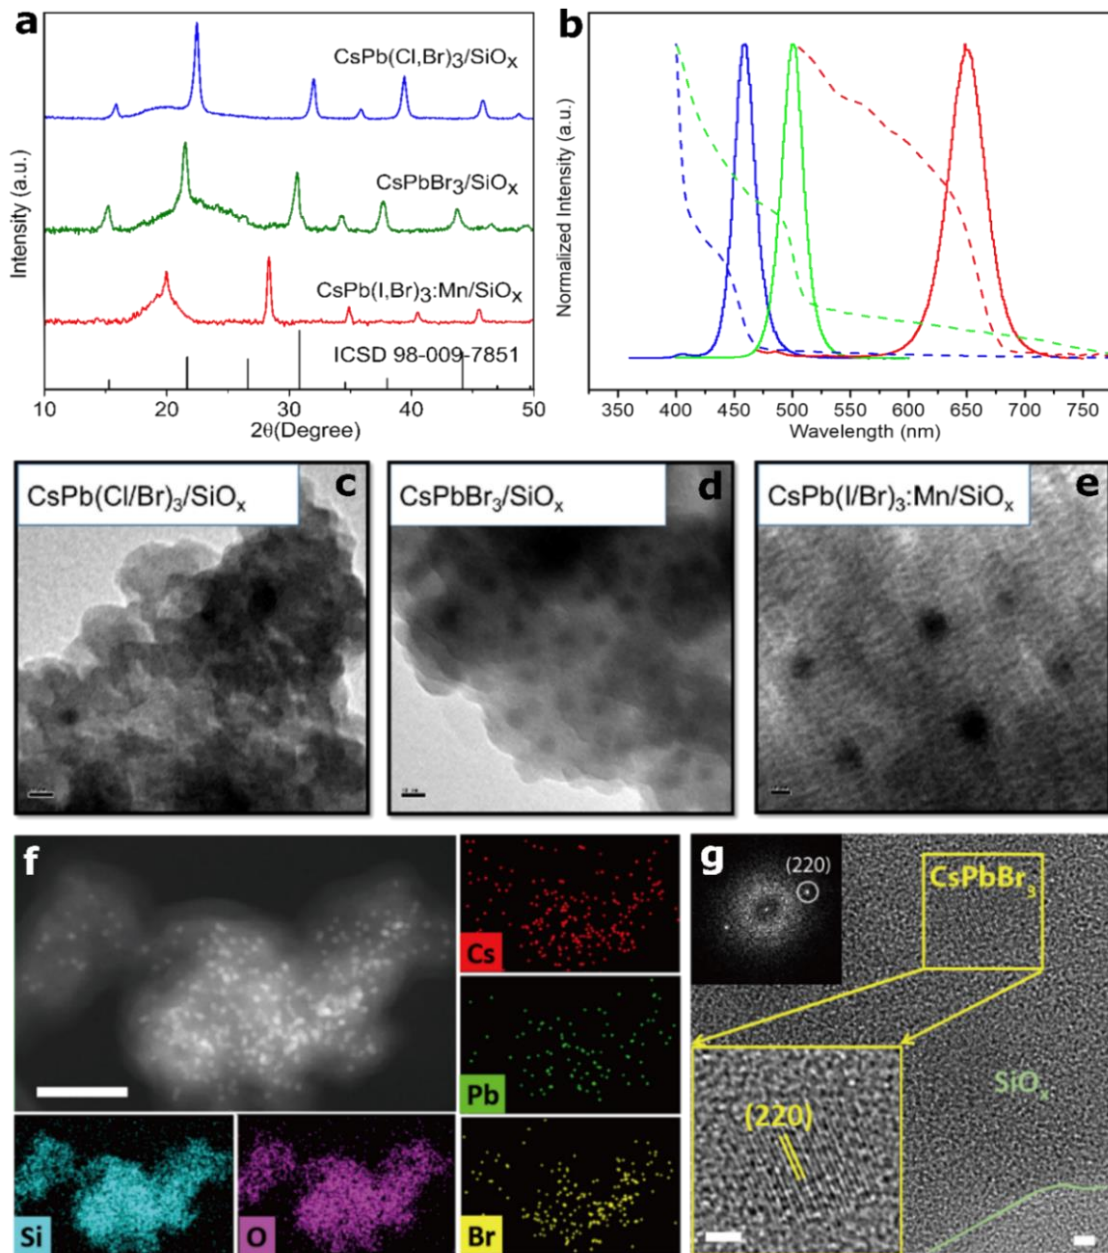 a
CsPb(Cl,Br)₃/SiOₓ
CsPbBr₃/SiOₓ
CsPb(I,Br)₃:Mn/SiOₓ
ICSD 98-009-7851
Intensity (a.u.)
10 20 30 40 50
2θ(Degree)
b
Normalized Intensity (a.u.)
350 400 450 500 550 600 650 700 750
Wavelength (nm)
CsPb(Cl/Br)₃/SiOₓ
c
CsPbBr₃/SiOₓ
d
CsPb(I/Br)₃:Mn/SiOₓ
e
f
Cs
Pb
Si
O
Br
g
(220)
CsPbBr₃
SiOₓ
(220)